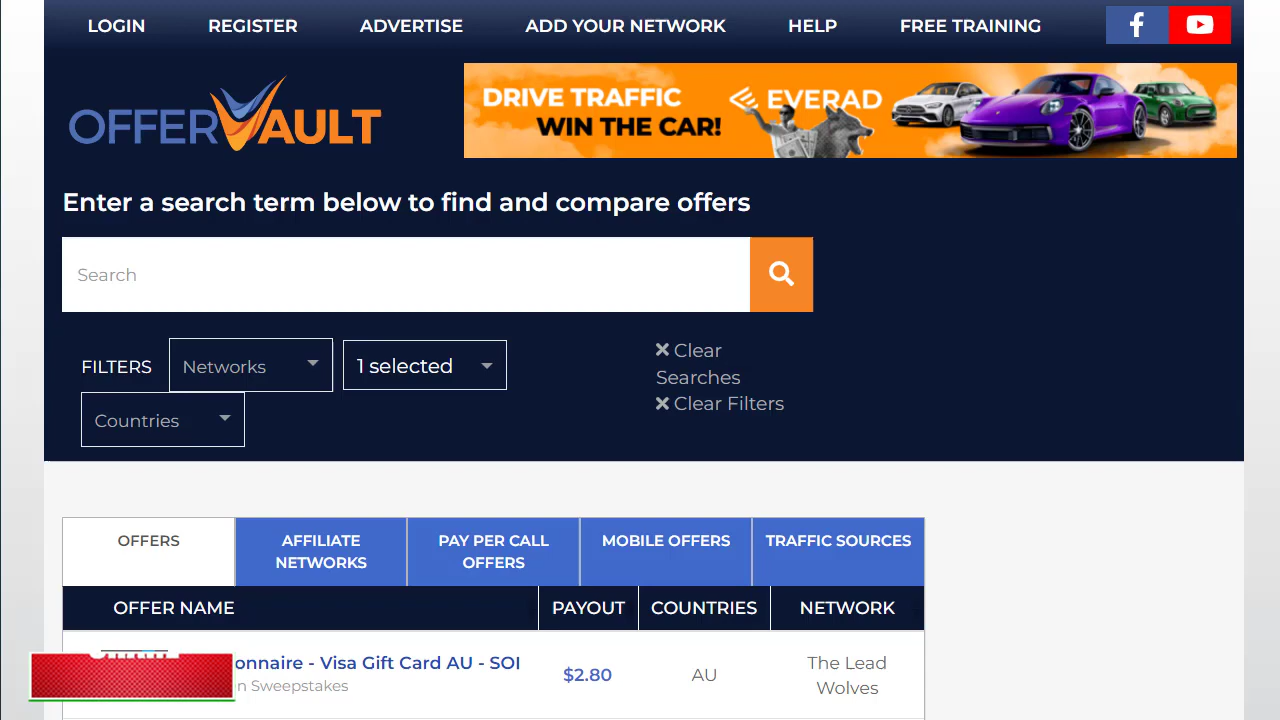 LOGIN REGISTER ADVERTISE ADD YOUR NETWORK HELP FREE TRAINING
OFFERVAULT
DRIVE TRAFFIC
WIN THE CAR!
EVERAD
Enter a search term below to find and compare offers
Search
FILTERS Networks 1 selected
Countries
Clear
Searches
Clear Filters
OFFERS
AFFILIATE
NETWORKS
PAY PER CALL
OFFERS
MOBILE OFFERS
TRAFFIC SOURCES
OFFER NAME PAYOUT COUNTRIES NETWORK
onnaire - Visa Gift Card AU - SOI
n Sweepstakes
$2.80
AU
The Lead
Wolves